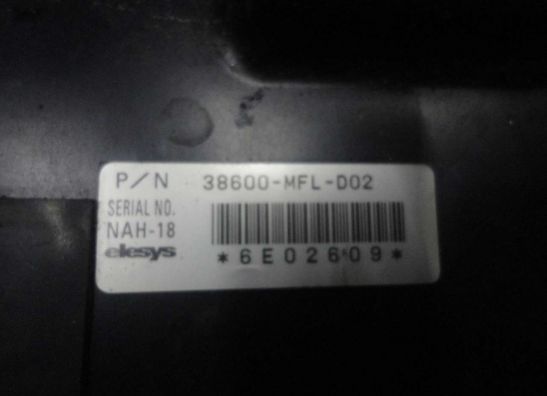 P/N 38600-MFL-D02
SERIAL NO.
NAH-18
elesys
*6E02609*